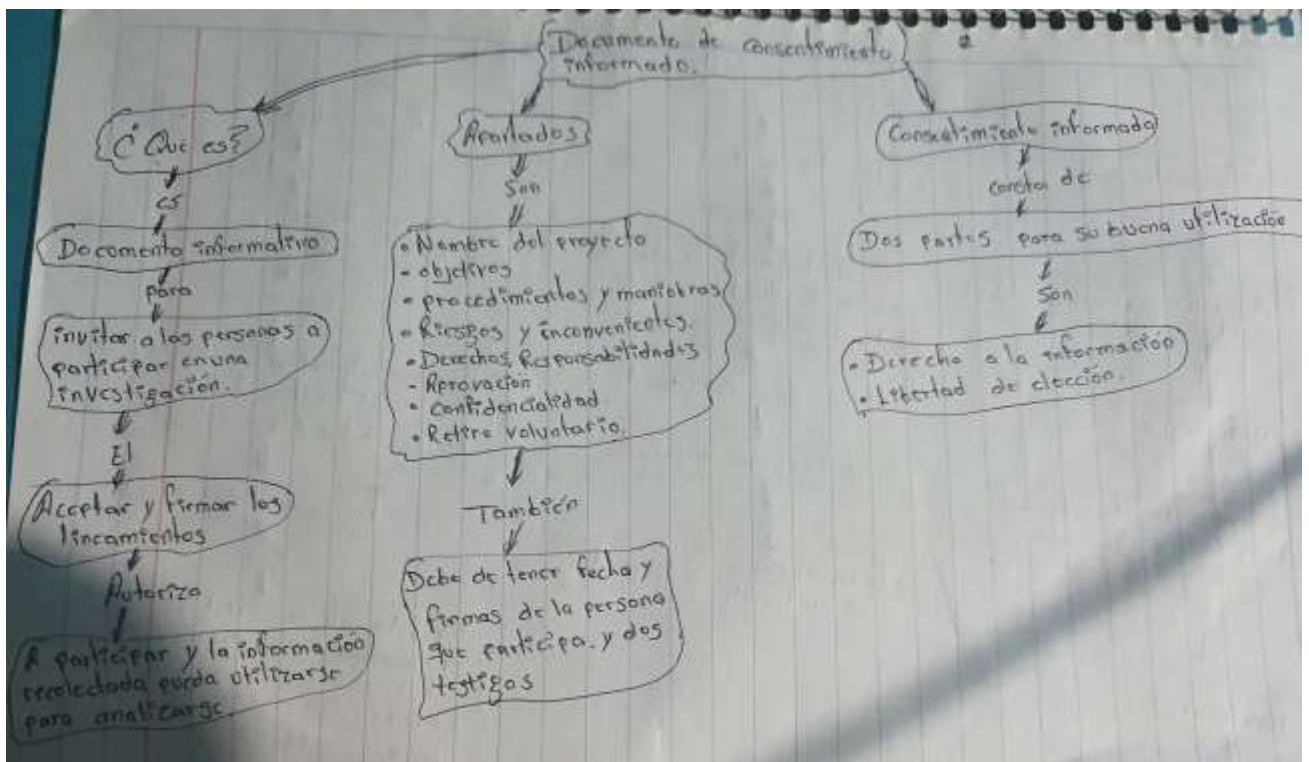 Documento de consentimiento
informado.
¿Que es?
es
Documento informativo
para
invitar a las personas a
participar en una
investigación.
El
Aceptar y firmar los
lineamientos
Autoriza
A participar y la información
recolectada pueda utilizarse
para analizarse
Apartados
Son
• Nombre del proyecto
- objetivos
• procedimientos y maniobras
• Riesgos y inconvenientes.
• Derechos, Responsabilidades
- Aprovación
• confidencialidad
• Retiro voluntario.
También
Debe de tener fecha y
firmas de la persona
que participa, y dos
testigos
Consentimiento informado
consta de
Dos partes para su buena utilización
Son
• Derecho a la información
• Libertad de elección.